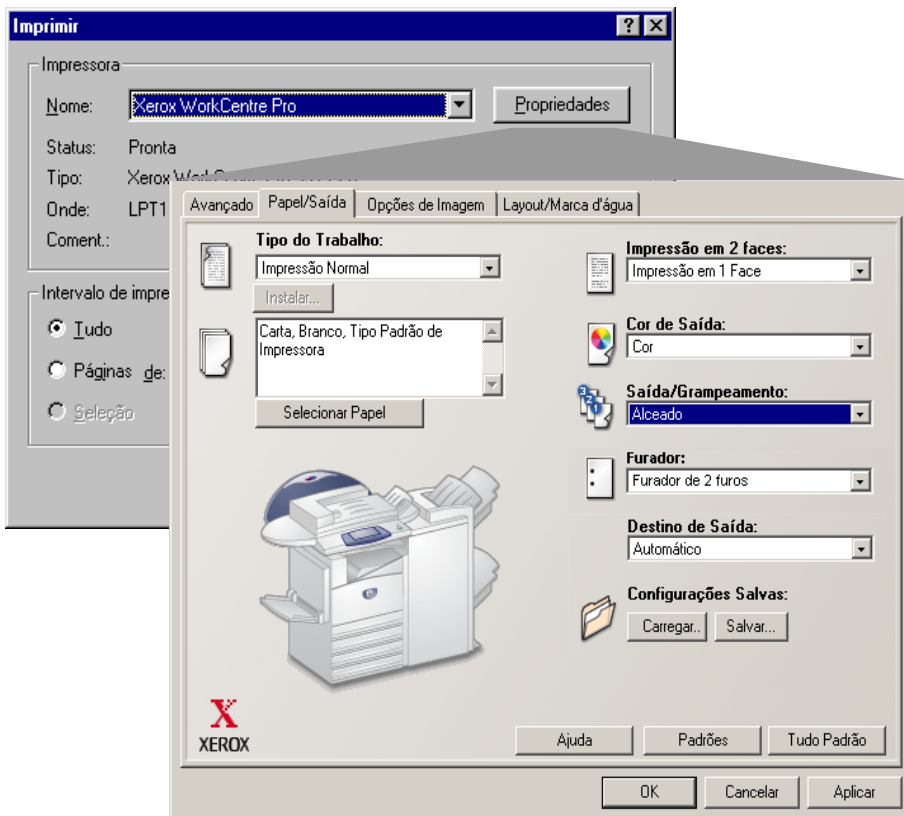 Imprimir
Impressora
Nome: Xerox WorkCentre Pro Propriedades
Status: Pronta
Tipo: Xerox
Onde: LPT1
Coment.:
Intervalo de impre
Tudo
Páginas de:
Seleção
Avançado Papel/Saída Opções de Imagem Layout/Marca d'água
Tipo do Trabalho:
Impressão Normal
Instalar...
Carta, Branco, Tipo Padrão de
Impressora
Selecionar Papel
Impressão em 2 faces:
Impressão em 1 Face
Cor de Saída:
Cor
Saída/Grampeamento:
Alceado
Furador:
Furador de 2 furos
Destino de Saída:
Automático
Configurações Salvas:
Carregar.. Salvar...
X
XEROX
Ajuda Padrões Tudo Padrão
OK Cancelar Aplicar